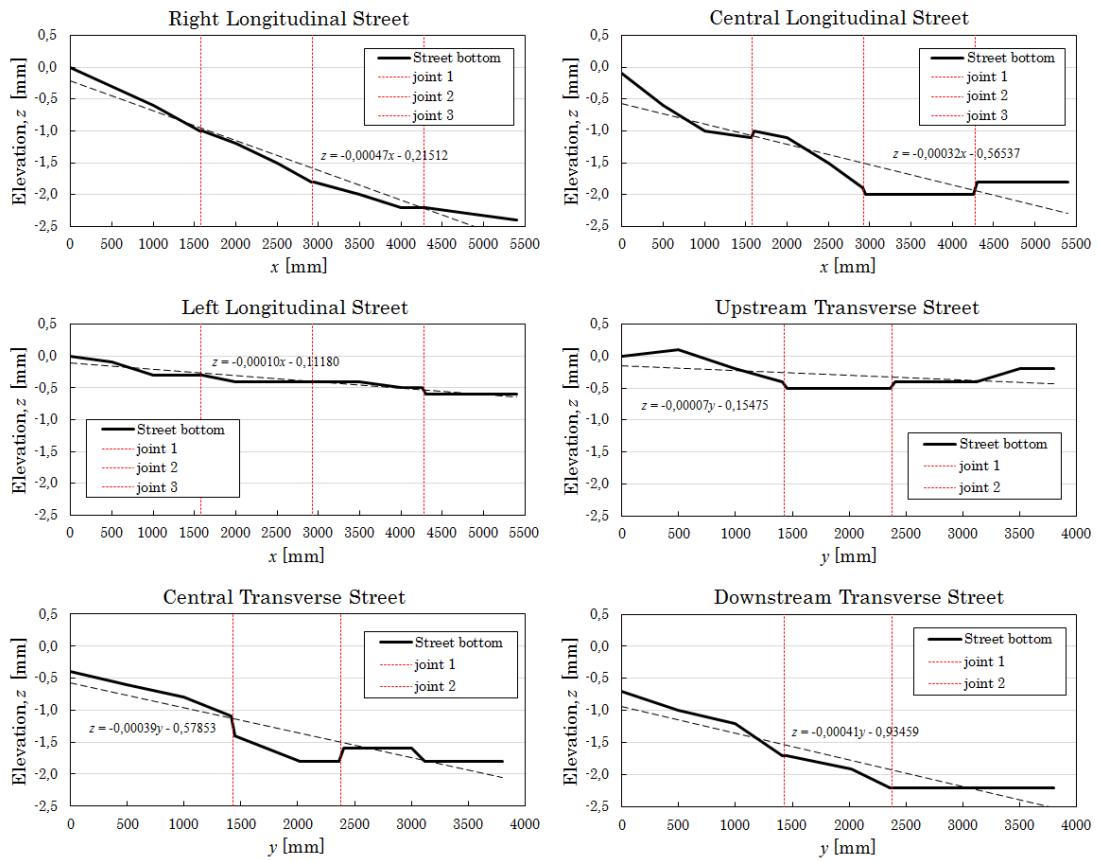 Right Longitudinal Street
0,5
0,0
-0,5
-1,0
-1,5
-2,0
-2,5
Elevation, z [mm]
Street bottom
joint 1
joint 2
joint 3
z = -0,00047x - 0,21512
0 500 1000 1500 2000 2500 3000 3500 4000 4500 5000 5500
x [mm]
Central Longitudinal Street
0,5
0,0
-0,5
-1,0
-1,5
-2,0
-2,5
Elevation, z [mm]
Street bottom
joint 1
joint 2
joint 3
z = -0,00032x - 0,56537
0 500 1000 1500 2000 2500 3000 3500 4000 4500 5000 5500
x [mm]
Left Longitudinal Street
0,5
0,0
-0,5
-1,0
-1,5
-2,0
-2,5
Elevation, z [mm]
z = -0,00010x - 0,11180
Street bottom
joint 1
joint 2
joint 3
0 500 1000 1500 2000 2500 3000 3500 4000 4500 5000 5500
x [mm]
Upstream Transverse Street
0,5
0,0
-0,5
-1,0
-1,5
-2,0
-2,5
Elevation, z [mm]
z = -0,00007y - 0,15475
Street bottom
joint 1
joint 2
0 500 1000 1500 2000 2500 3000 3500 4000
y [mm]
Central Transverse Street
0,5
0,0
-0,5
-1,0
-1,5
-2,0
-2,5
Elevation, z [mm]
Street bottom
joint 1
joint 2
z = -0,00039y - 0,57853
0 500 1000 1500 2000 2500 3000 3500 4000
y [mm]
Downstream Transverse Street
0,5
0,0
-0,5
-1,0
-1,5
-2,0
-2,5
Elevation, z [mm]
Street bottom
joint 1
joint 2
z = -0,00041y - 0,93459
0 500 1000 1500 2000 2500 3000 3500 4000
y [mm]